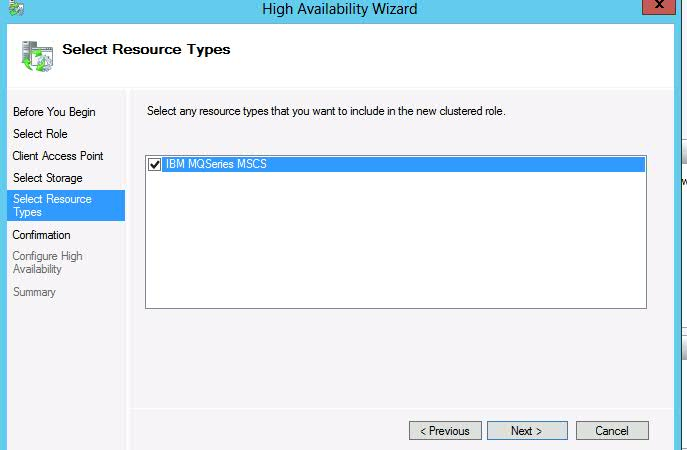 High Availability Wizard
Select Resource Types
Before You Begin
Select Role
Client Access Point
Select Storage
Select Resource
Types
Confirmation
Configure High
Availability
Summary
Select any resource types that you want to include in the new clustered role.
IBM MQSeries MSCS
< Previous
Next >
Cancel